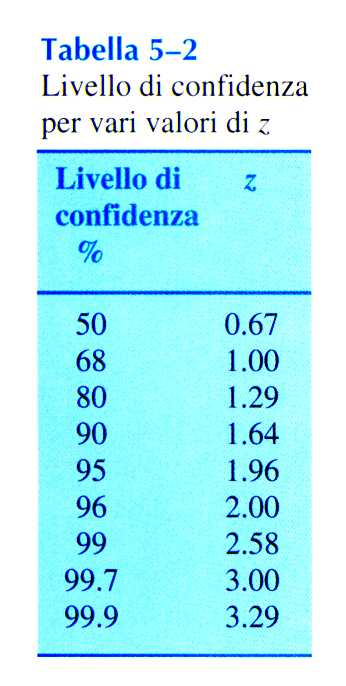 Tabella 5–2
Livello di confidenza
per vari valori di z
Livello di z
confidenza
%
50 0.67
68 1.00
80 1.29
90 1.64
95 1.96
96 2.00
99 2.58
99.7 3.00
99.9 3.29